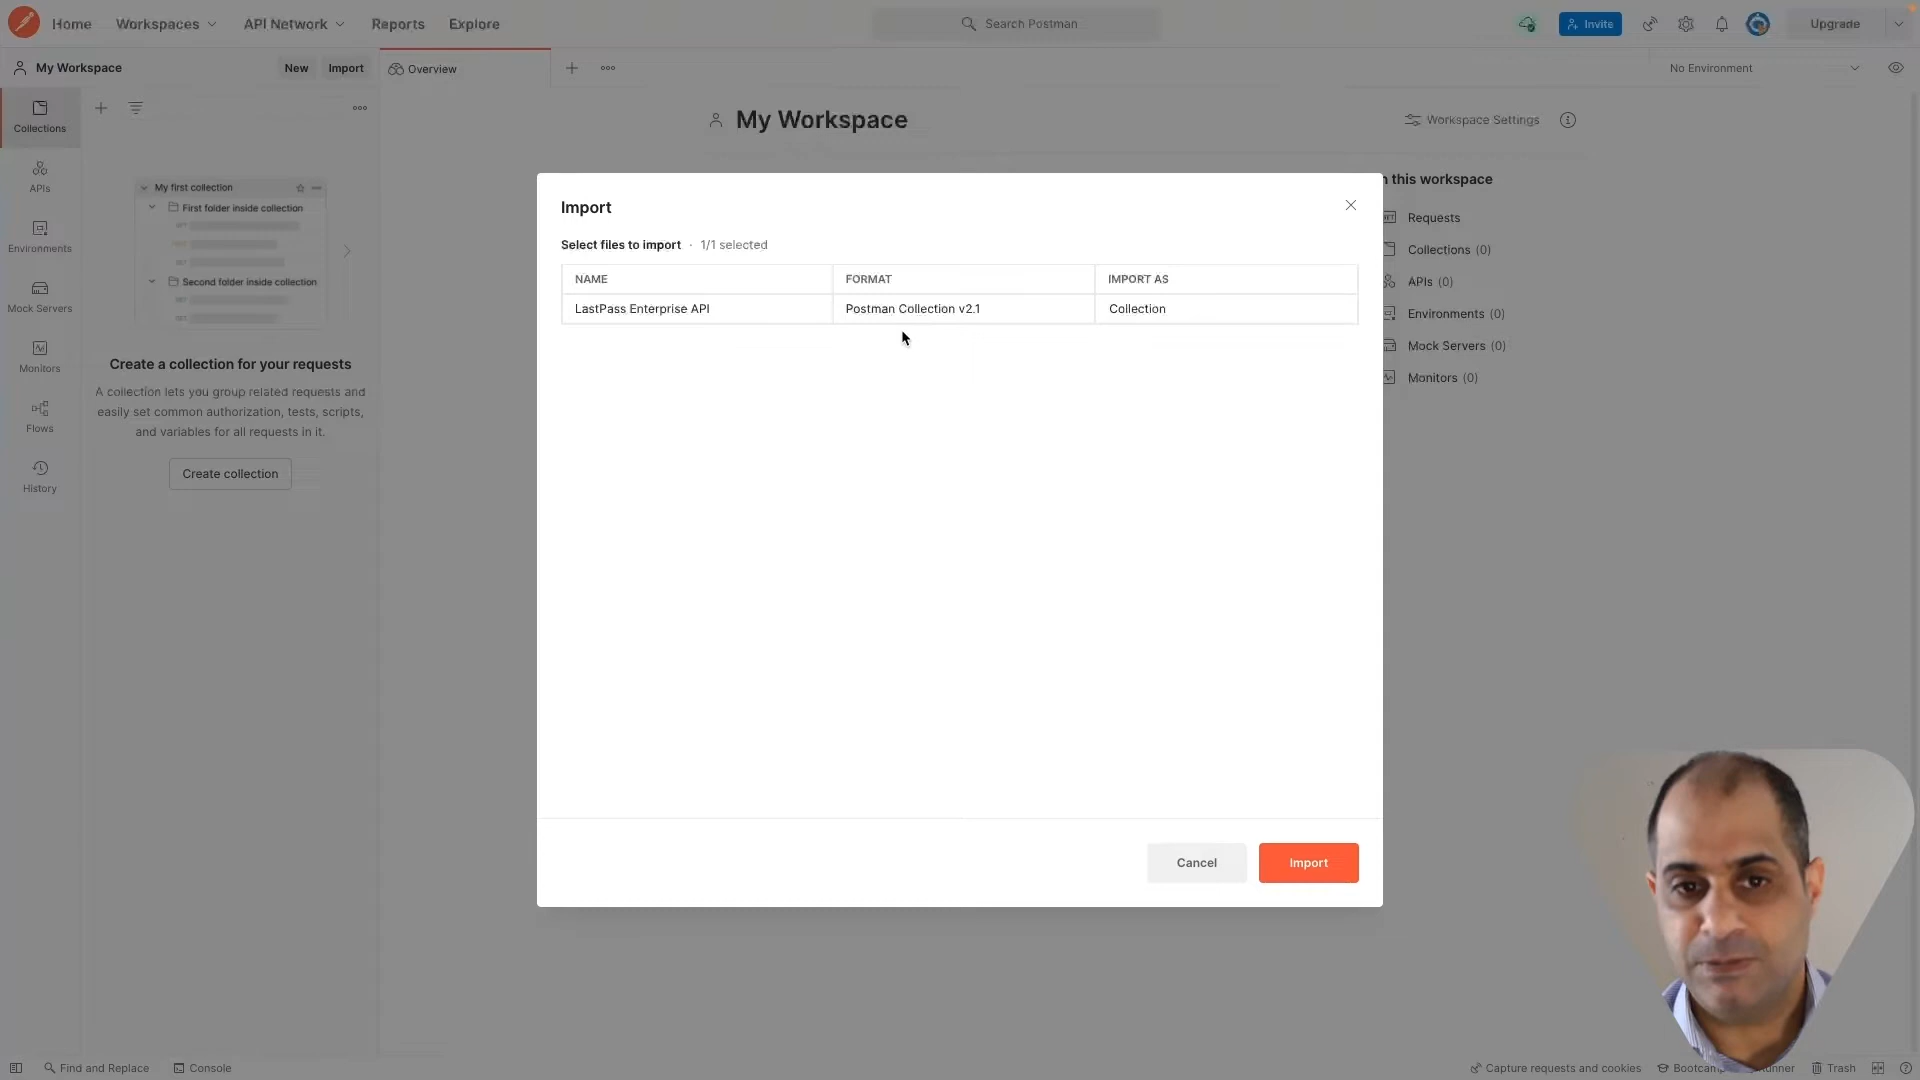 Home
Workspaces
API Network
Reports
Explore
Search Postman
Invite
Upgrade
My Workspace
New
Import
Overview
No Environment
Collections
APIs
Environments
Mock Servers
Monitors
Flows
History
My first collection
First folder inside collection
Second folder inside collection
Create a collection for your requests
A collection lets you group related requests and
easily set common authorization, tests, scripts,
and variables for all requests in it.
Create collection
My Workspace
Workspace Settings
this workspace
Requests
Collections (0)
APIs (0)
Environments (0)
Mock Servers (0)
Monitors (0)
Import
Select files to import · 1/1 selected
NAME
FORMAT
IMPORT AS
LastPass Enterprise API
Postman Collection v2.1
Collection
Cancel
Import
Find and Replace
Console
Capture requests and cookies
Trash